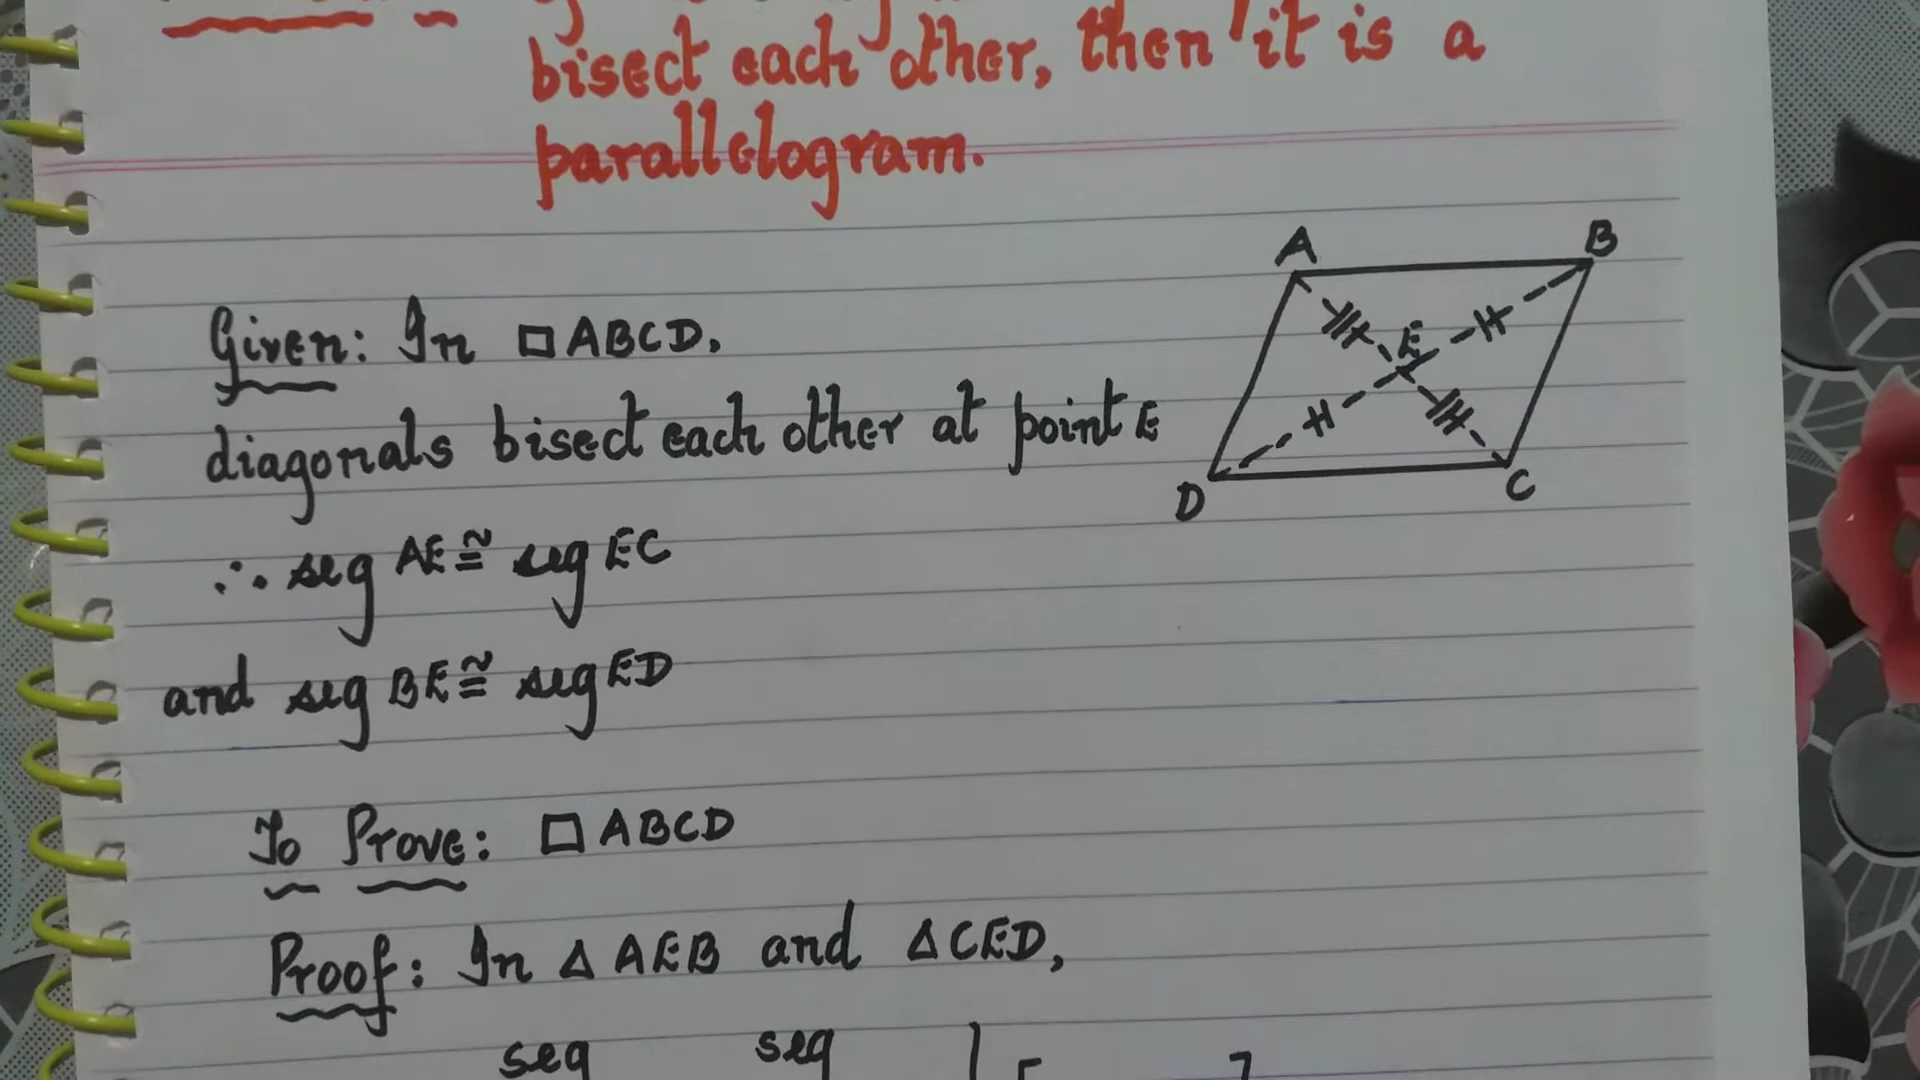 bisect each other, then it is a
parallelogram.
A
B
Given: In □ABCD,
E
diagonals bisect each other at point E
D
C
∴ seg AE ≅ seg EC
and seg BE ≅ seg ED
To Prove: □ABCD
Proof: In △AEB and △CED,
seg seg